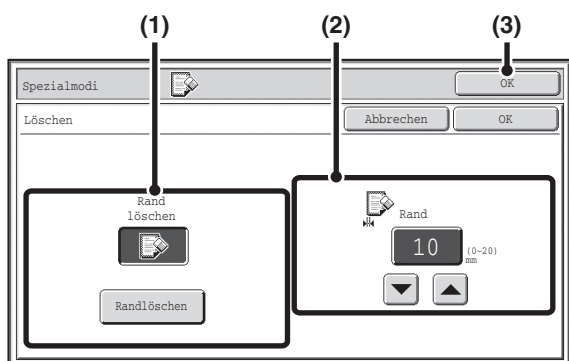 (1) (2) (3)
Spezialmodi OK
Löschen Abbrechen OK
Rand
löschen
Rand
10 (0~20)
mm
Randlöschen